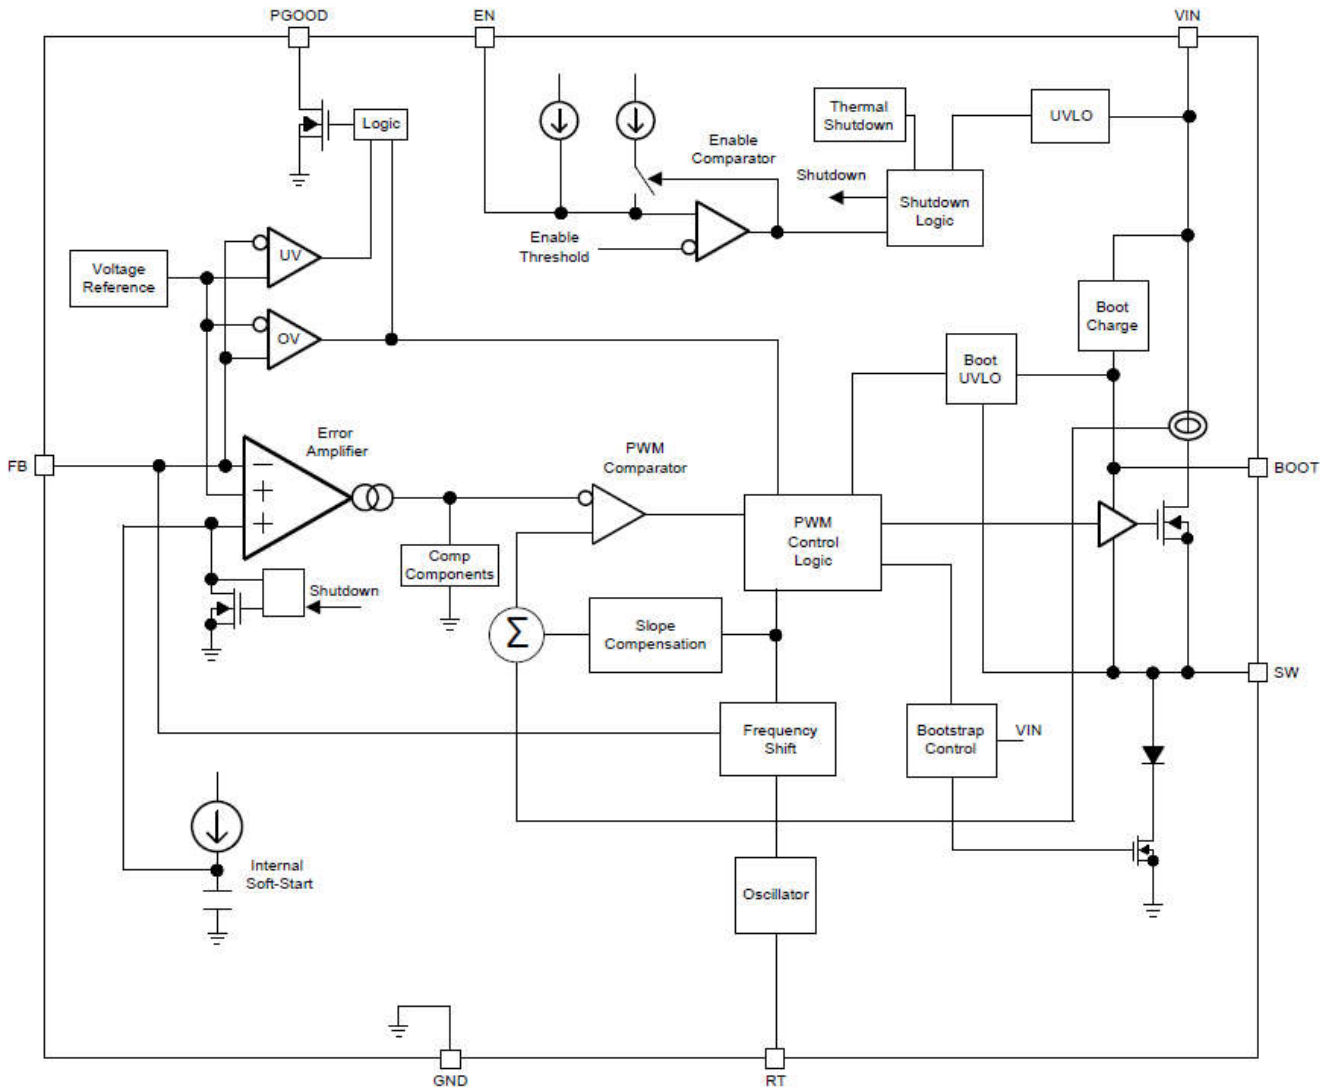 PGOOD
EN
VIN
Logic
Thermal
Shutdown
UVLO
Enable
Comparator
Shutdown
Shutdown
Logic
Enable
Threshold
UV
Voltage
Reference
OV
Boot
Charge
Boot
UVLO
Error
Amplifier
PWM
Comparator
FB
−
+
+
BOOT
PWM
Control
Logic
Comp
Components
Shutdown
Σ
Slope
Compensation
SW
Frequency
Shift
Bootstrap
Control
VIN
Internal
Soft-Start
Oscillator
GND
RT